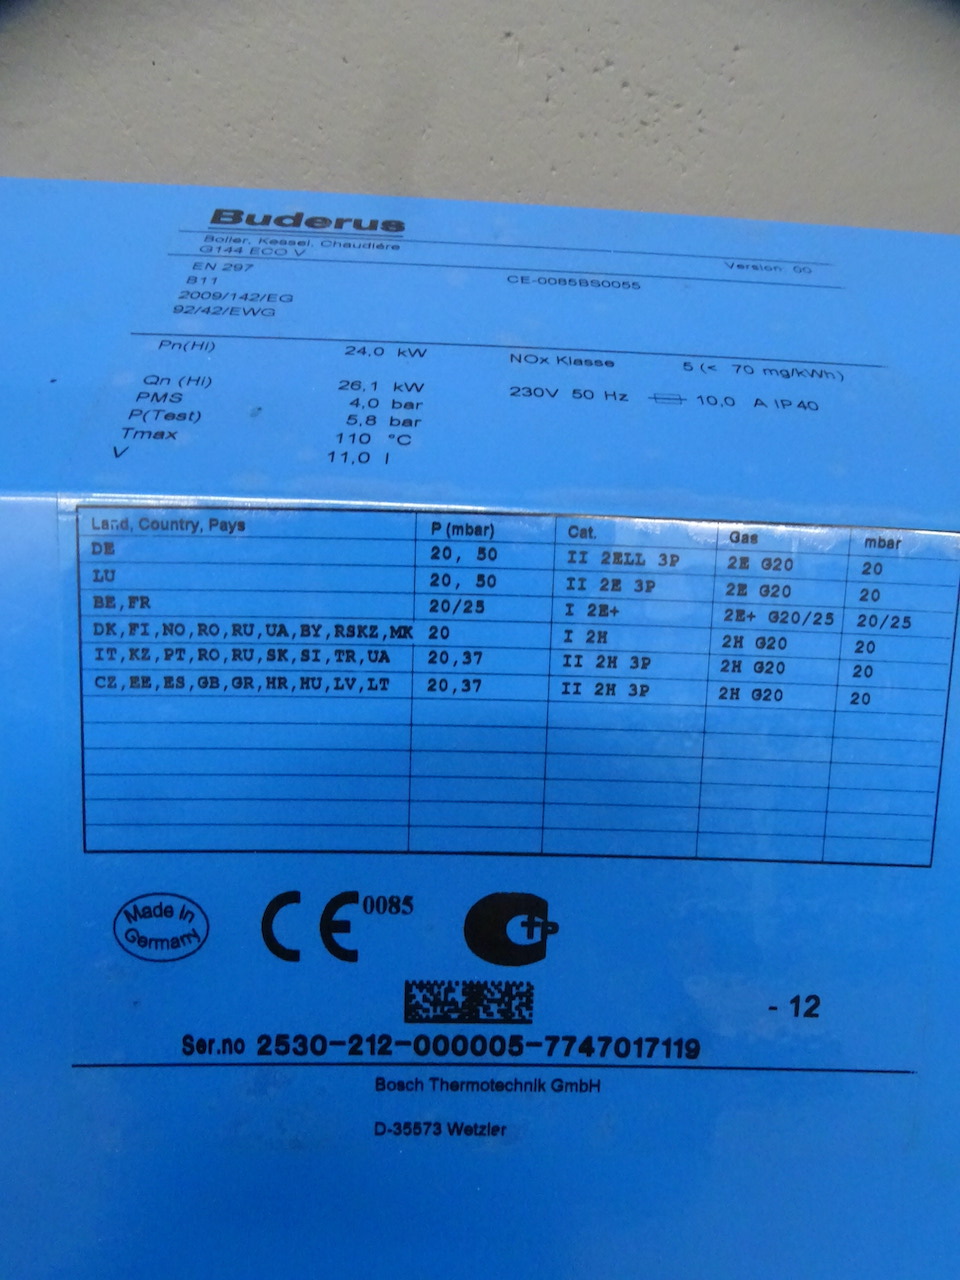 Buderus
Boiler, Kessel, Chaudière
G144 ECO V Version: 00
EN 297 CE-0085BS0055
B11
2009/142/EG
92/42/EWG
Pn(Hi) 24,0 kW NOx Klasse 5 (< 70 mg/kWh)
Qn (Hi) 26,1 kW 230V 50 Hz 10,0 A IP40
PMS 4,0 bar
P(Test) 5,8 bar
Tmax 110 °C
V 11,0 l
Land, Country, Pays P (mbar) Cat. Gas mbar
DE 20, 50 II 2ELL 3P 2E G20 20
LU 20, 50 II 2E 3P 2E G20 20
BE,FR 20/25 I 2E+ 2E+ G20/25 20/25
DK,FI,NO,RO,RU,UA,BY,RSKZ,MK 20 I 2H 2H G20 20
IT,KZ,PT,RO,RU,SK,SI,TR,UA 20,37 II 2H 3P 2H G20 20
CZ,EE,ES,GB,GR,HR,HU,LV,LT 20,37 II 2H 3P 2H G20 20
Made in Germany
CE 0085
- 12
Ser.no 2530-212-000005-7747017119
Bosch Thermotechnik GmbH
D-35573 Wetzler